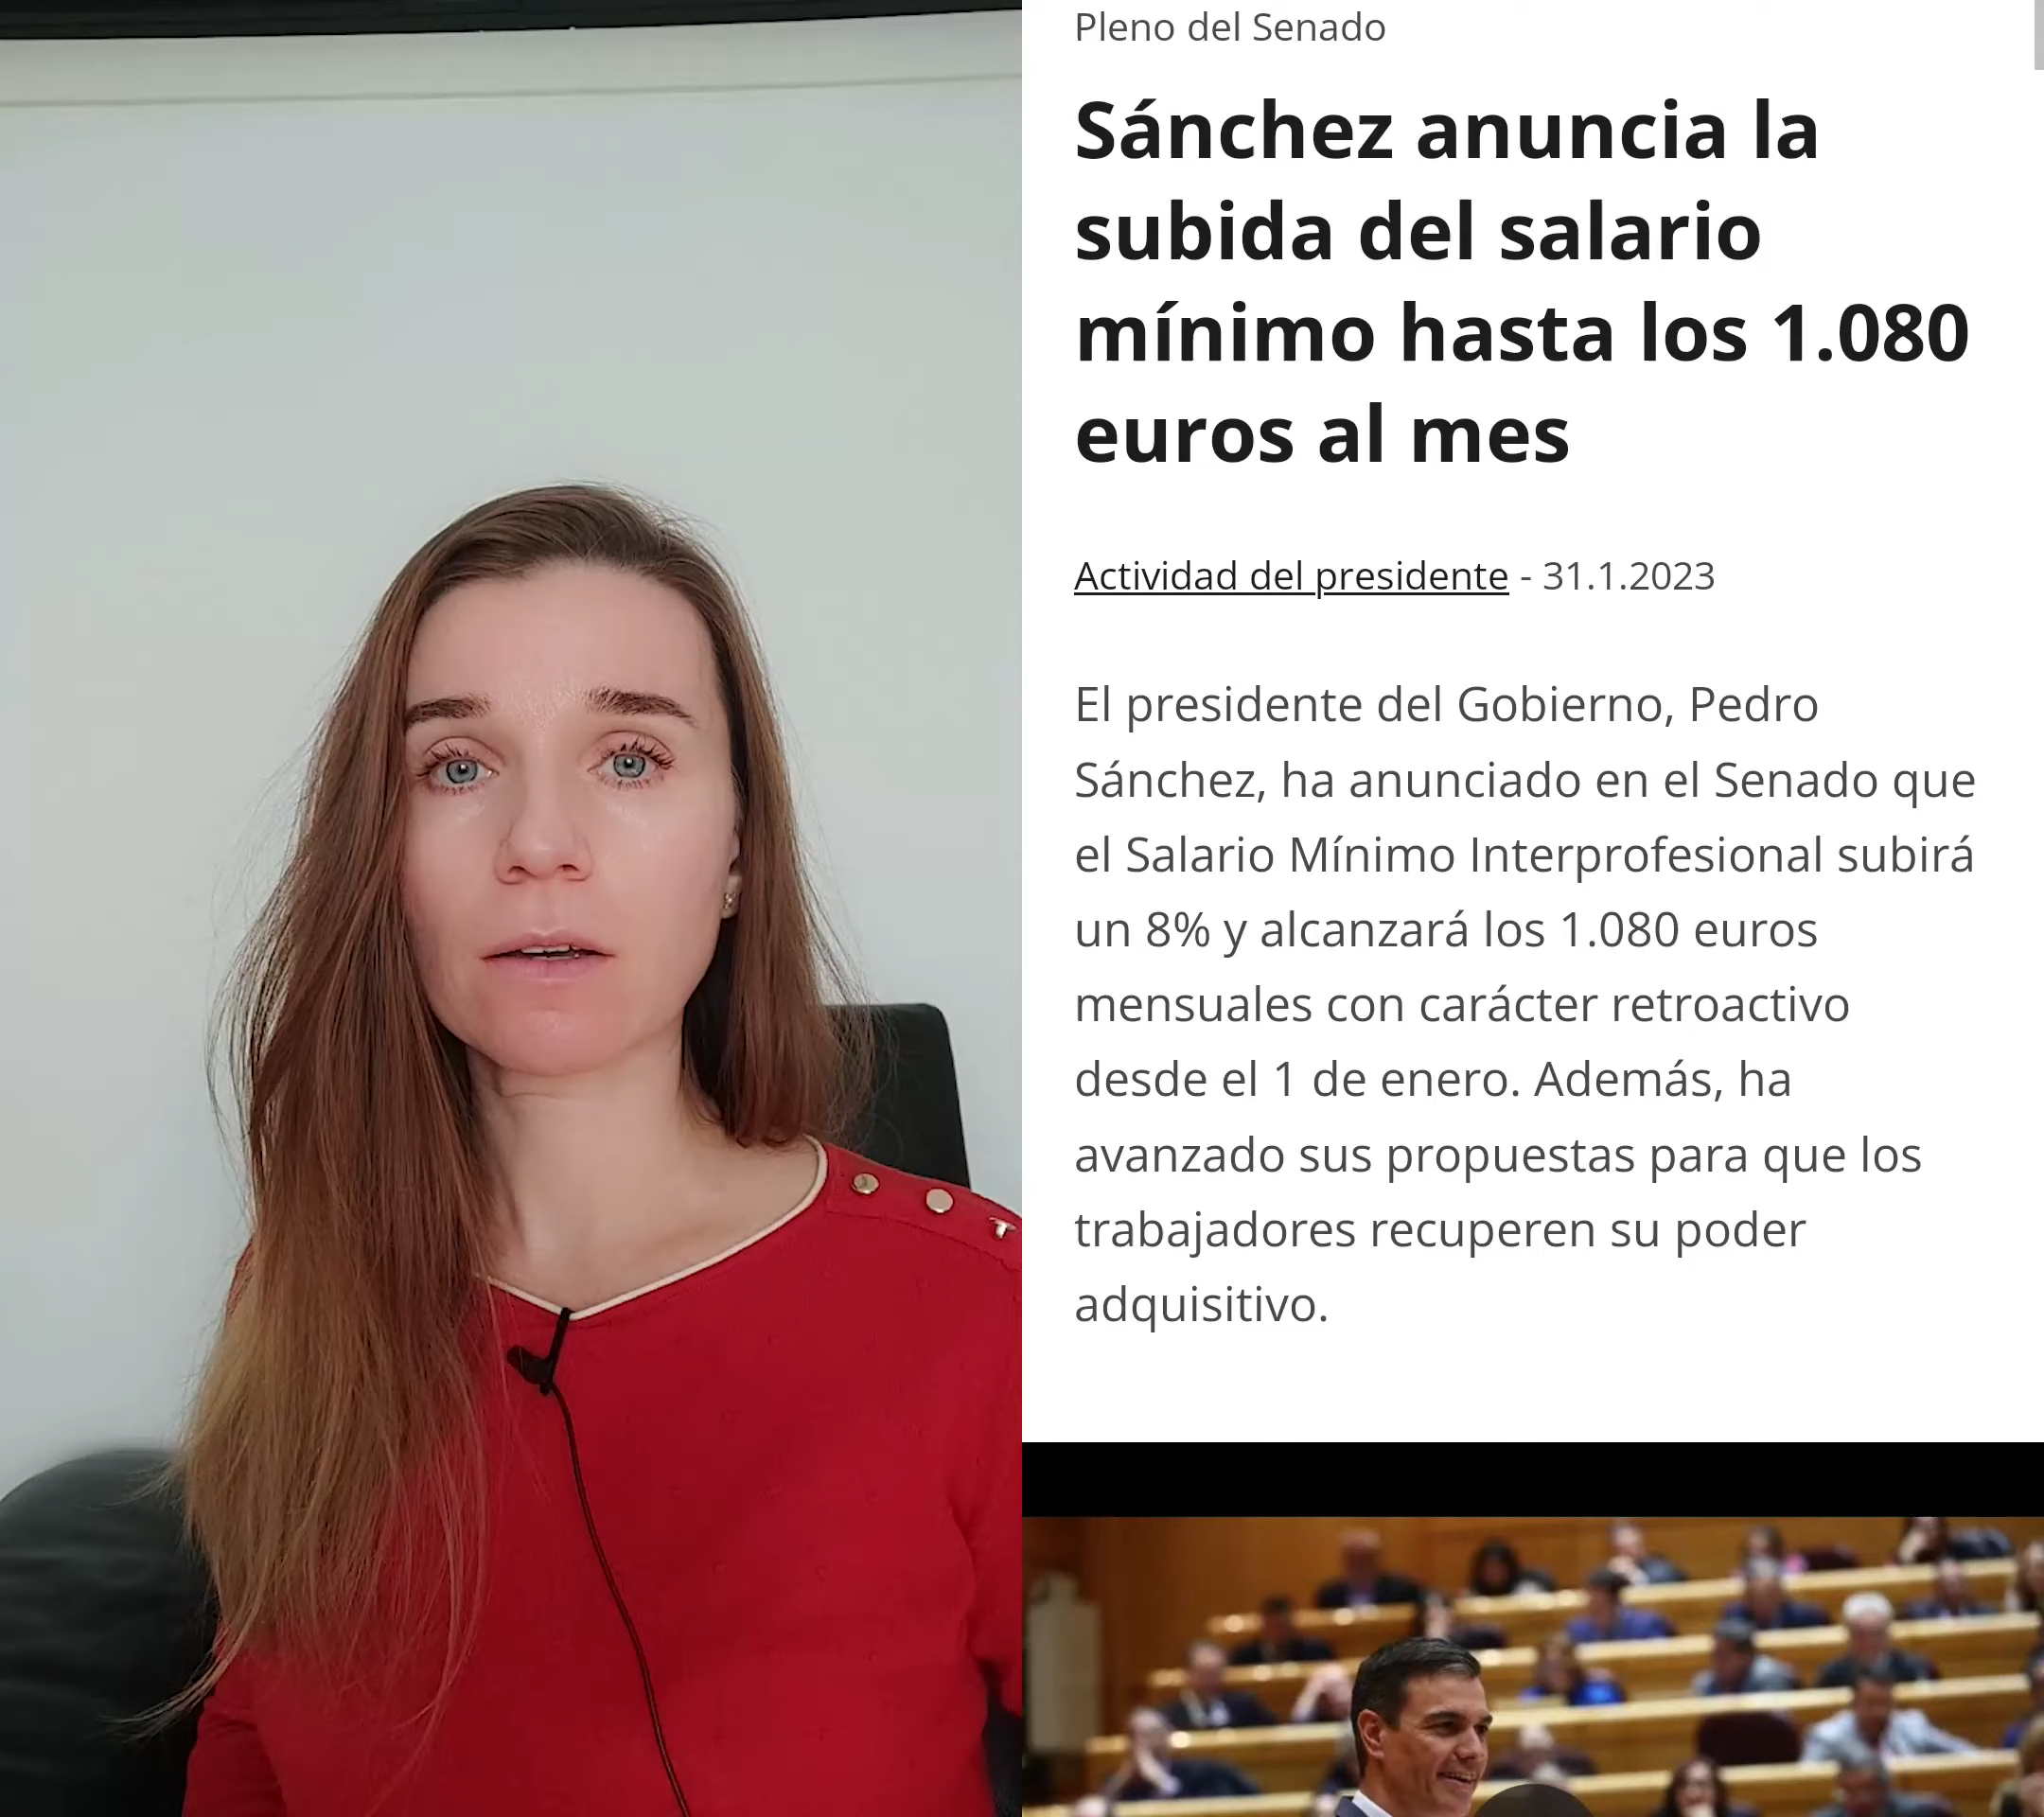 Pleno del Senado
Sánchez anuncia la
subida del salario
mínimo hasta los 1.080
euros al mes
Actividad del presidente - 31.1.2023
El presidente del Gobierno, Pedro
Sánchez, ha anunciado en el Senado que
el Salario Mínimo Interprofesional subirá
un 8% y alcanzará los 1.080 euros
mensuales con carácter retroactivo
desde el 1 de enero. Además, ha
avanzado sus propuestas para que los
trabajadores recuperen su poder
adquisitivo.